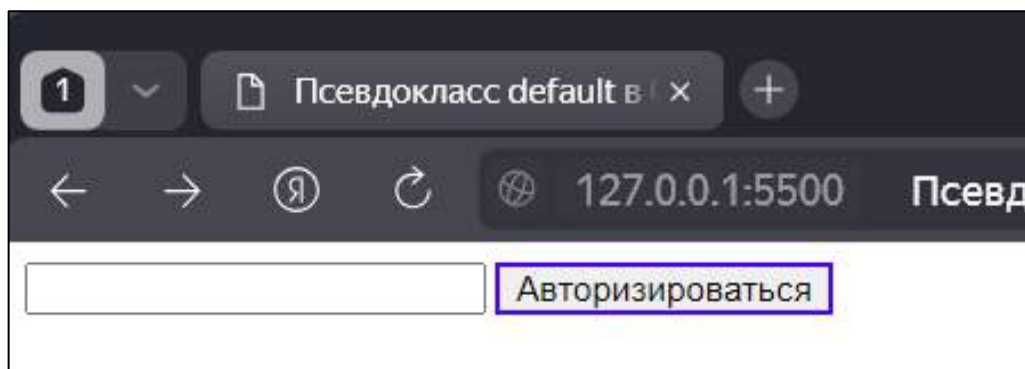 1
Псевдокласс default в
Я
127.0.0.1:5500 Псевд
Авторизироваться